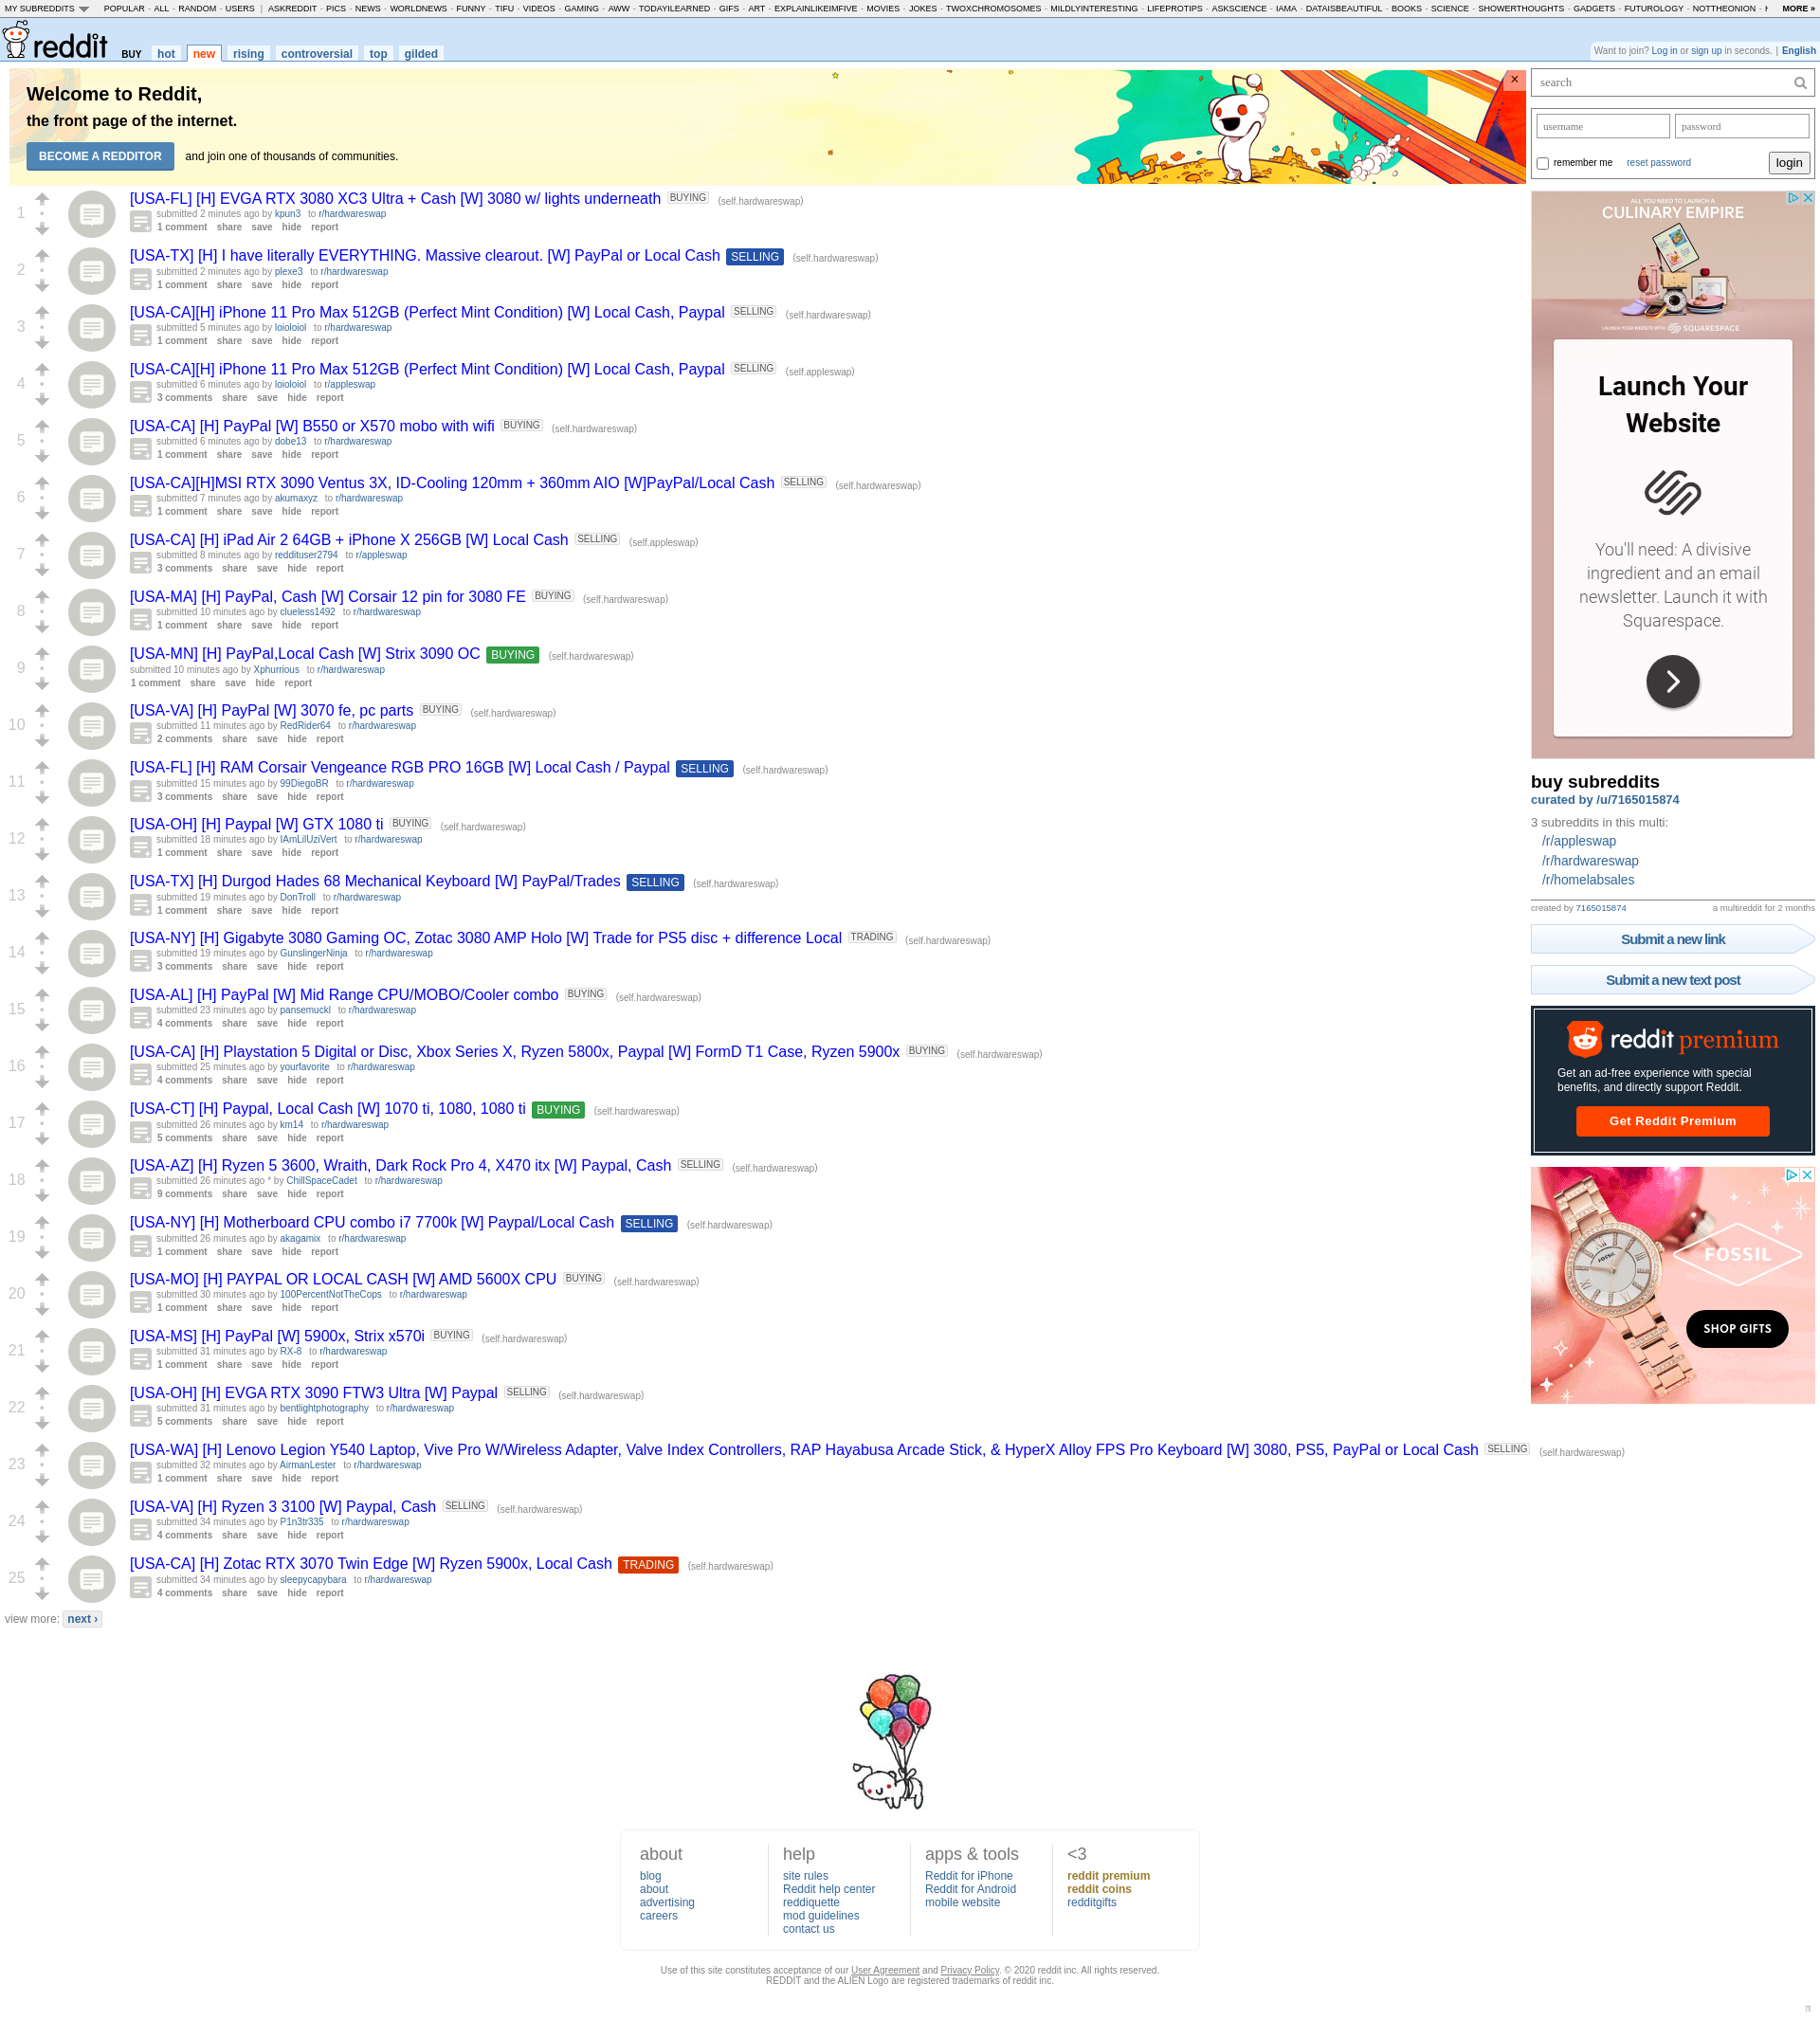 MY SUBREDDITS POPULAR - ALL - RANDOM - USERS | ASKREDDIT - PICS - NEWS - WORLDNEWS - FUNNY - TIFU - VIDEOS - GAMING - AWW - TODAYILEARNED - GIFS - ART - EXPLAINLIKEIMFIVE - MOVIES - JOKES - TWOXCHROMOSOMES - MILDLYINTERESTING - LIFEPROTIPS - ASKSCIENCE - IAMA - DATAISBEAUTIFUL - BOOKS - SCIENCE - SHOWERTHOUGHTS - GADGETS - FUTUROLOGY - NOTTHEONION - MORE »
reddit BUY hot new rising controversial top gilded
Want to join? Log in or sign up in seconds. | English
Welcome to Reddit,
the front page of the internet.
BECOME A REDDITOR and join one of thousands of communities.
1
[USA-FL] [H] EVGA RTX 3080 XC3 Ultra + Cash [W] 3080 w/ lights underneath BUYING (self.hardwareswap)
submitted 2 minutes ago by kpun3 to r/hardwareswap
1 comment share save hide report
2
[USA-TX] [H] I have literally EVERYTHING. Massive clearout. [W] PayPal or Local Cash SELLING (self.hardwareswap)
submitted 2 minutes ago by plexe3 to r/hardwareswap
1 comment share save hide report
3
[USA-CA][H] iPhone 11 Pro Max 512GB (Perfect Mint Condition) [W] Local Cash, Paypal SELLING (self.hardwareswap)
submitted 5 minutes ago by loioloiol to r/hardwareswap
1 comment share save hide report
4
[USA-CA][H] iPhone 11 Pro Max 512GB (Perfect Mint Condition) [W] Local Cash, Paypal SELLING (self.appleswap)
submitted 6 minutes ago by loioloiol to r/appleswap
3 comments share save hide report
5
[USA-CA] [H] PayPal [W] B550 or X570 mobo with wifi BUYING (self.hardwareswap)
submitted 6 minutes ago by dobe13 to r/hardwareswap
1 comment share save hide report
6
[USA-CA][H]MSI RTX 3090 Ventus 3X, ID-Cooling 120mm + 360mm AIO [W]PayPal/Local Cash SELLING (self.hardwareswap)
submitted 7 minutes ago by akumaxyz to r/hardwareswap
1 comment share save hide report
7
[USA-CA] [H] iPad Air 2 64GB + iPhone X 256GB [W] Local Cash SELLING (self.appleswap)
submitted 8 minutes ago by reddituser2794 to r/appleswap
3 comments share save hide report
8
[USA-MA] [H] PayPal, Cash [W] Corsair 12 pin for 3080 FE BUYING (self.hardwareswap)
submitted 10 minutes ago by clueless1492 to r/hardwareswap
1 comment share save hide report
9
[USA-MN] [H] PayPal,Local Cash [W] Strix 3090 OC BUYING (self.hardwareswap)
submitted 10 minutes ago by Xphurrious to r/hardwareswap
1 comment share save hide report
10
[USA-VA] [H] PayPal [W] 3070 fe, pc parts BUYING (self.hardwareswap)
submitted 11 minutes ago by RedRider64 to r/hardwareswap
2 comments share save hide report
11
[USA-FL] [H] RAM Corsair Vengeance RGB PRO 16GB [W] Local Cash / Paypal SELLING (self.hardwareswap)
submitted 15 minutes ago by 99DiegoBR to r/hardwareswap
3 comments share save hide report
12
[USA-OH] [H] Paypal [W] GTX 1080 ti BUYING (self.hardwareswap)
submitted 18 minutes ago by IAmLilUziVert to r/hardwareswap
1 comment share save hide report
13
[USA-TX] [H] Durgod Hades 68 Mechanical Keyboard [W] PayPal/Trades SELLING (self.hardwareswap)
submitted 19 minutes ago by DonTroll to r/hardwareswap
1 comment share save hide report
14
[USA-NY] [H] Gigabyte 3080 Gaming OC, Zotac 3080 AMP Holo [W] Trade for PS5 disc + difference Local TRADING (self.hardwareswap)
submitted 19 minutes ago by GunslingerNinja to r/hardwareswap
3 comments share save hide report
15
[USA-AL] [H] PayPal [W] Mid Range CPU/MOBO/Cooler combo BUYING (self.hardwareswap)
submitted 23 minutes ago by pansemuckl to r/hardwareswap
4 comments share save hide report
16
[USA-CA] [H] Playstation 5 Digital or Disc, Xbox Series X, Ryzen 5800x, Paypal [W] FormD T1 Case, Ryzen 5900x BUYING (self.hardwareswap)
submitted 25 minutes ago by yourfavorite to r/hardwareswap
4 comments share save hide report
17
[USA-CT] [H] Paypal, Local Cash [W] 1070 ti, 1080, 1080 ti BUYING (self.hardwareswap)
submitted 26 minutes ago by km14 to r/hardwareswap
5 comments share save hide report
18
[USA-AZ] [H] Ryzen 5 3600, Wraith, Dark Rock Pro 4, X470 itx [W] Paypal, Cash SELLING (self.hardwareswap)
submitted 26 minutes ago * by ChillSpaceCadet to r/hardwareswap
9 comments share save hide report
19
[USA-NY] [H] Motherboard CPU combo i7 7700k [W] Paypal/Local Cash SELLING (self.hardwareswap)
submitted 26 minutes ago by akagamix to r/hardwareswap
1 comment share save hide report
20
[USA-MO] [H] PAYPAL OR LOCAL CASH [W] AMD 5600X CPU BUYING (self.hardwareswap)
submitted 30 minutes ago by 100PercentNotTheCops to r/hardwareswap
1 comment share save hide report
21
[USA-MS] [H] PayPal [W] 5900x, Strix x570i BUYING (self.hardwareswap)
submitted 31 minutes ago by RX-8 to r/hardwareswap
1 comment share save hide report
22
[USA-OH] [H] EVGA RTX 3090 FTW3 Ultra [W] Paypal SELLING (self.hardwareswap)
submitted 31 minutes ago by bentlightphotography to r/hardwareswap
5 comments share save hide report
23
[USA-WA] [H] Lenovo Legion Y540 Laptop, Vive Pro W/Wireless Adapter, Valve Index Controllers, RAP Hayabusa Arcade Stick, & HyperX Alloy FPS Pro Keyboard [W] 3080, PS5, PayPal or Local Cash SELLING (self.hardwareswap)
submitted 32 minutes ago by AirmanLester to r/hardwareswap
1 comment share save hide report
24
[USA-VA] [H] Ryzen 3 3100 [W] Paypal, Cash SELLING (self.hardwareswap)
submitted 34 minutes ago by P1n3tr335 to r/hardwareswap
4 comments share save hide report
25
[USA-CA] [H] Zotac RTX 3070 Twin Edge [W] Ryzen 5900x, Local Cash TRADING (self.hardwareswap)
submitted 34 minutes ago by sleepycapybara to r/hardwareswap
4 comments share save hide report
view more: next ›
search
username password
remember me reset password login
ALL YOU NEED TO LAUNCH A
CULINARY EMPIRE
LAUNCH YOUR WEBSITE WITH SQUARESPACE
Launch Your
Website
You'll need: A divisive
ingredient and an email
newsletter. Launch it with
Squarespace.
buy subreddits
curated by /u/7165015874
3 subreddits in this multi:
/r/appleswap
/r/hardwareswap
/r/homelabsales
created by 7165015874 a multireddit for 2 months
Submit a new link
Submit a new text post
reddit premium
Get an ad-free experience with special
benefits, and directly support Reddit.
Get Reddit Premium
FOSSIL
FOSSIL
SHOP GIFTS
about
blog
about
advertising
careers
help
site rules
Reddit help center
reddiquette
mod guidelines
contact us
apps & tools
Reddit for iPhone
Reddit for Android
mobile website
<3
reddit premium
reddit coins
redditgifts
Use of this site constitutes acceptance of our User Agreement and Privacy Policy. © 2020 reddit inc. All rights reserved.
REDDIT and the ALIEN Logo are registered trademarks of reddit inc.
π